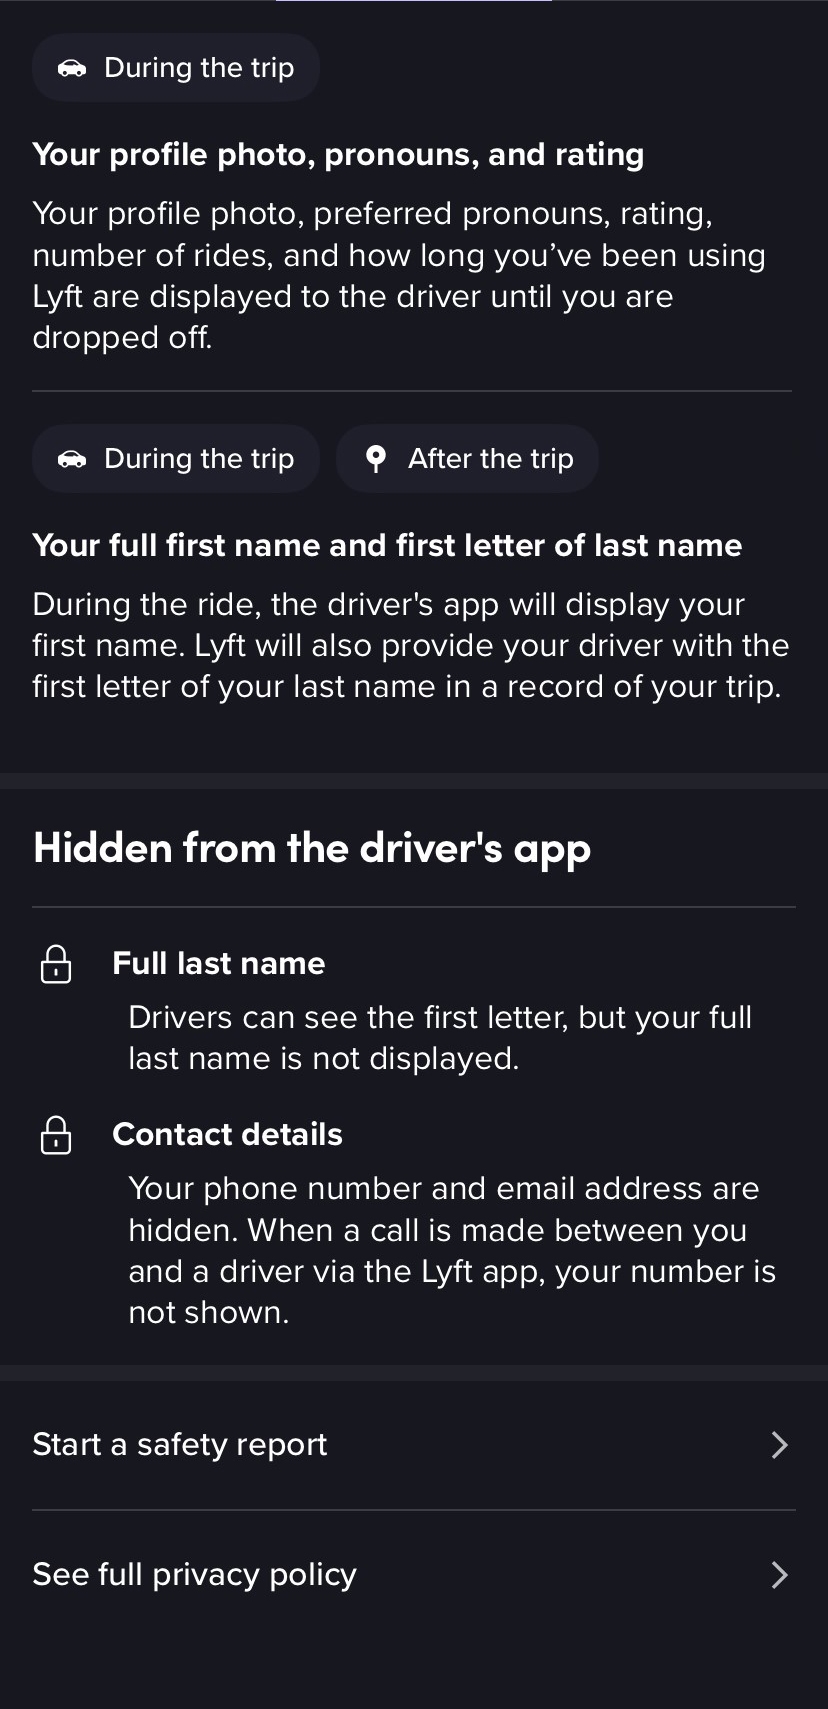 During the trip
Your profile photo, pronouns, and rating
Your profile photo, preferred pronouns, rating,
number of rides, and how long you’ve been using
Lyft are displayed to the driver until you are
dropped off.
During the trip After the trip
Your full first name and first letter of last name
During the ride, the driver's app will display your
first name. Lyft will also provide your driver with the
first letter of your last name in a record of your trip.
Hidden from the driver's app
Full last name
Drivers can see the first letter, but your full
last name is not displayed.
Contact details
Your phone number and email address are
hidden. When a call is made between you
and a driver via the Lyft app, your number is
not shown.
Start a safety report
See full privacy policy